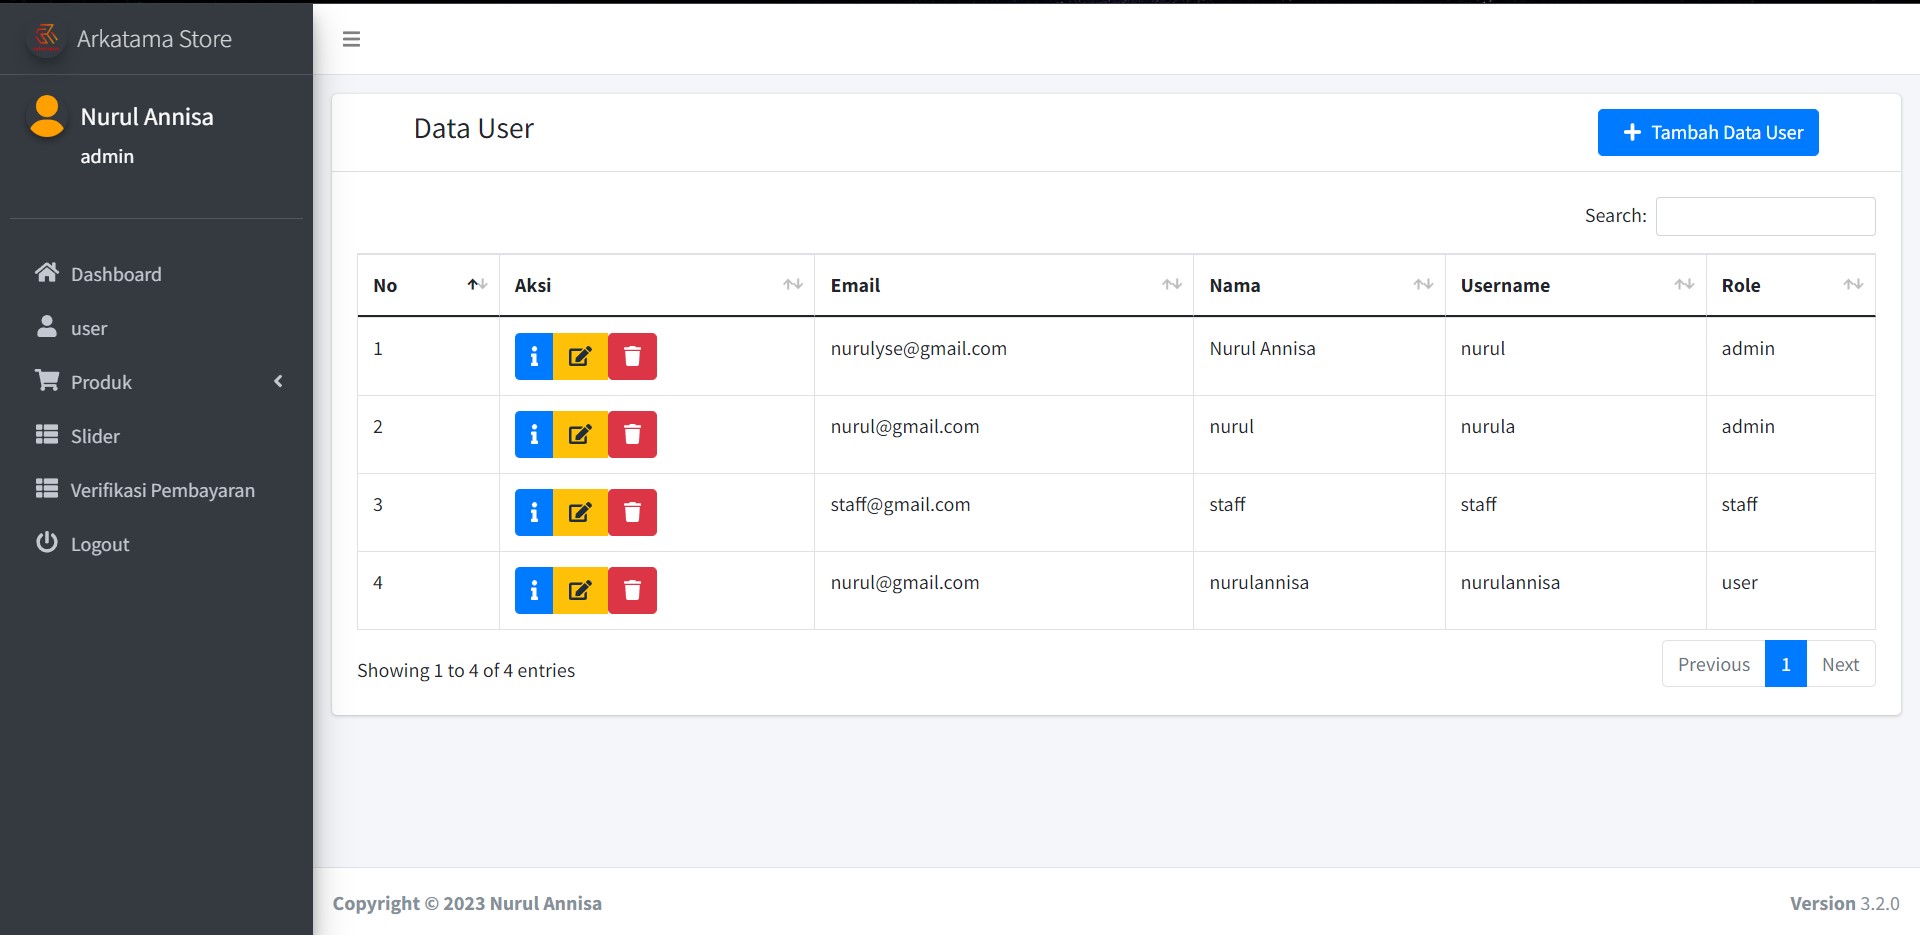 Arkatama Store
Nurul Annisa
admin
Dashboard
user
Produk
Slider
Verifikasi Pembayaran
Logout
Data User
Tambah Data User
Search:
No Aksi Email Nama Username Role
1 nurulyse@gmail.com Nurul Annisa nurul admin
2 nurul@gmail.com nurul nurula admin
3 staff@gmail.com staff staff staff
4 nurul@gmail.com nurulannisa nurulannisa user
Showing 1 to 4 of 4 entries
Previous 1 Next
Copyright © 2023 Nurul Annisa
Version 3.2.0